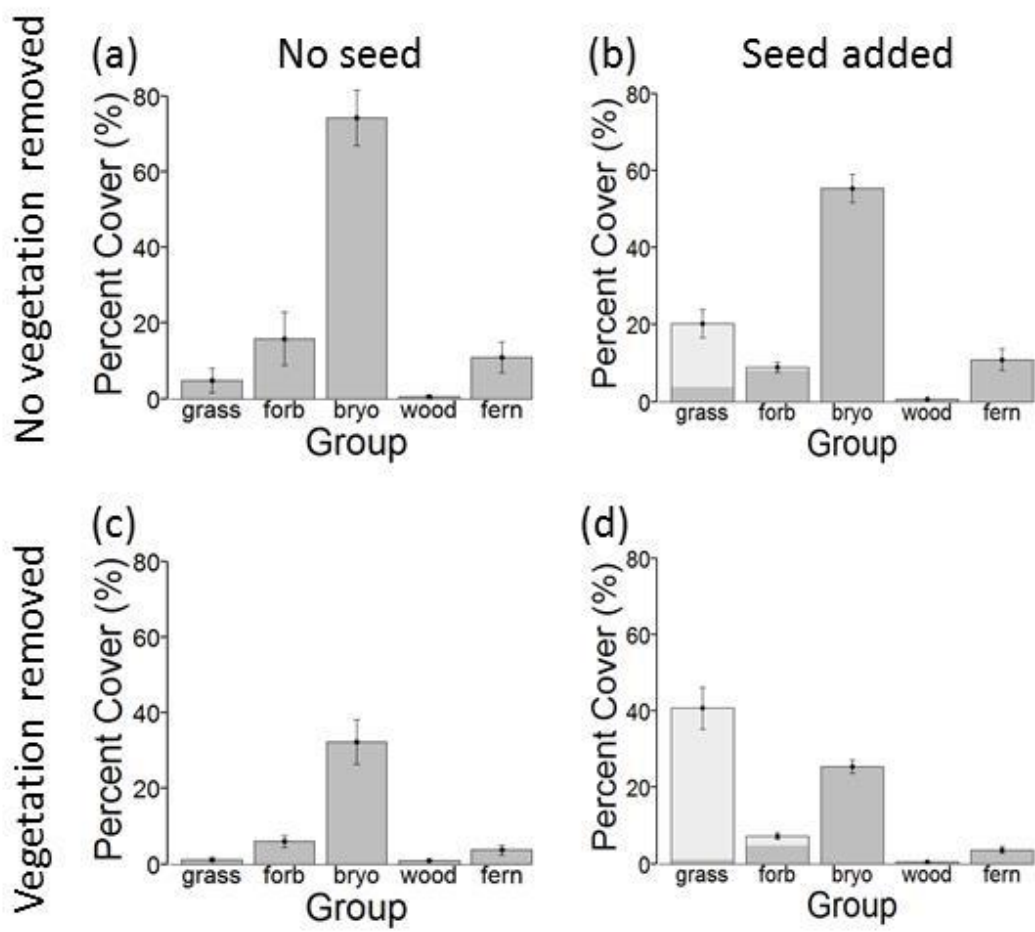 (a) No seed
(b) Seed added
No vegetation removed
Percent Cover (%)
80
60
40
20
0
grass forb bryo wood fern
Group
Percent Cover (%)
80
60
40
20
0
grass forb bryo wood fern
Group
Vegetation removed
(c)
Percent Cover (%)
80
60
40
20
0
grass forb bryo wood fern
Group
(d)
Percent Cover (%)
80
60
40
20
0
grass forb bryo wood fern
Group